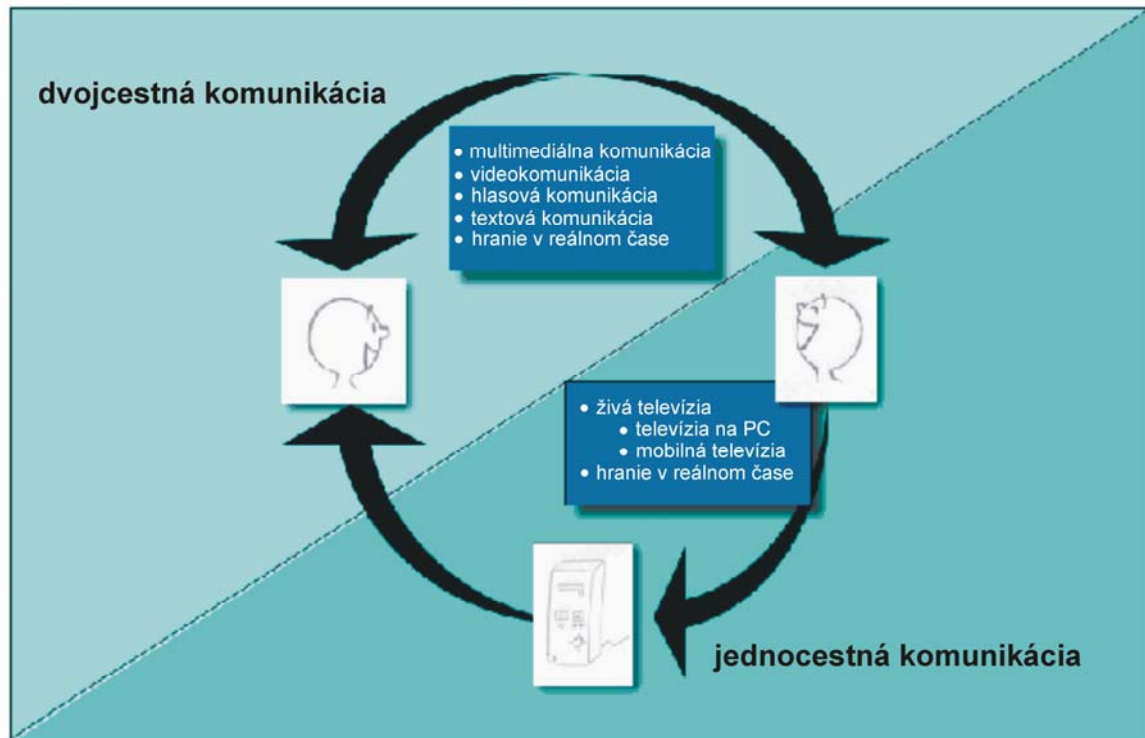 dvojcestná komunikácia
• multimediálna komunikácia
• videokomunikácia
• hlasová komunikácia
• textová komunikácia
• hranie v reálnom čase
• živá televízia
• televízia na PC
• mobilná televízia
• hranie v reálnom čase
jednocestná komunikácia